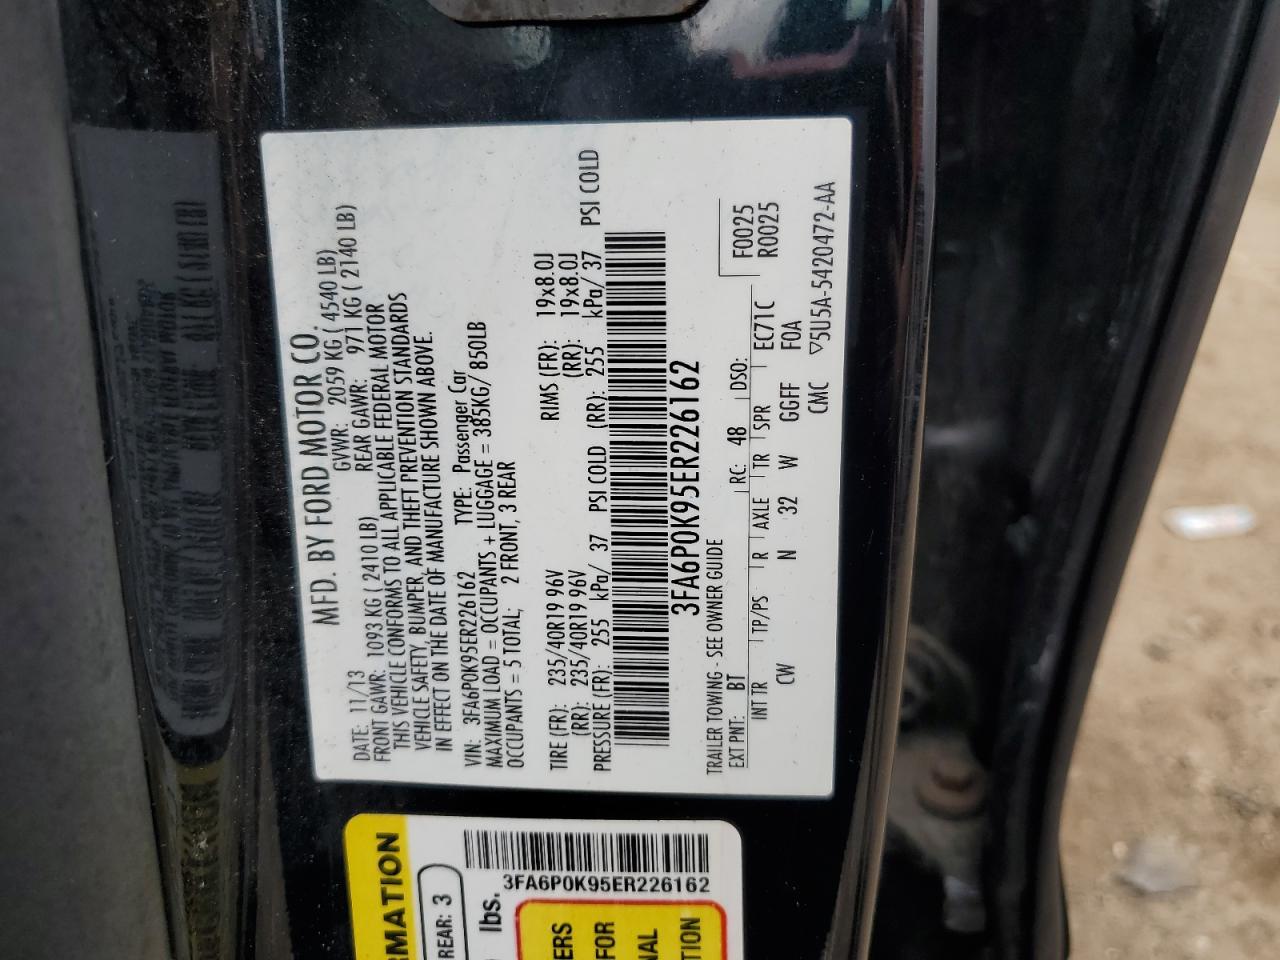 MFD. BY FORD MOTOR CO.
DATE: 11/13 GVWR: 2059 KG ( 4540 LB)
FRONT GAWR: 1093 KG ( 2410 LB) REAR GAWR: 971 KG ( 2140 LB)
THIS VEHICLE CONFORMS TO ALL APPLICABLE FEDERAL MOTOR
VEHICLE SAFETY, BUMPER, AND THEFT PREVENTION STANDARDS
IN EFFECT ON THE DATE OF MANUFACTURE SHOWN ABOVE.
VIN: 3FA6P0K95ER226162 TYPE: Passenger Car
MAXIMUM LOAD = OCCUPANTS + LUGGAGE = 385KG/ 850LB
OCCUPANTS = 5 TOTAL; 2 FRONT, 3 REAR
TIRE (FR): 235/40R19 96V RIMS (FR): 19x8.0J
(RR): 235/40R19 96V (RR): 19x8.0J
PRESSURE (FR): 255 kPa/ 37 PSI COLD (RR): 255 kPa/ 37 PSI COLD
3FA6P0K95ER226162
TRAILER TOWING - SEE OWNER GUIDE F0025
EXT PNT: BT RC: 48 DSO: R0025
INT TR TP/PS R AXLE TR SPR EC71C
CW N 32 W GGFF F0A
CMC ▽5U5A-5420472-AA
RMATION
REAR: 3
lbs.
3FA6P0K95ER226162
ERS
FOR
NAL
TION